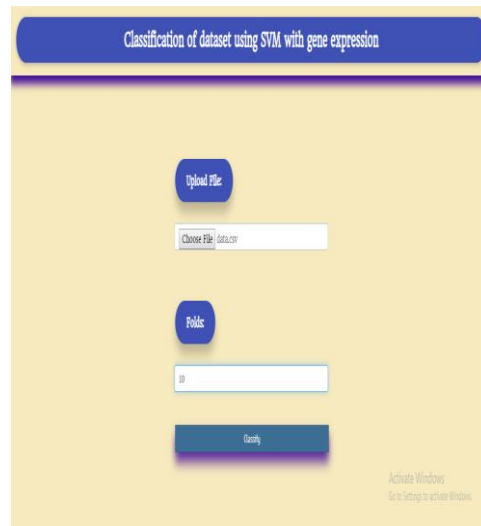 Classification of dataset using SVM with gene expression
Upload File:
Choose File data.csv
Folds:
10
Classify
Activate Windows
Go to Settings to activate Windows.